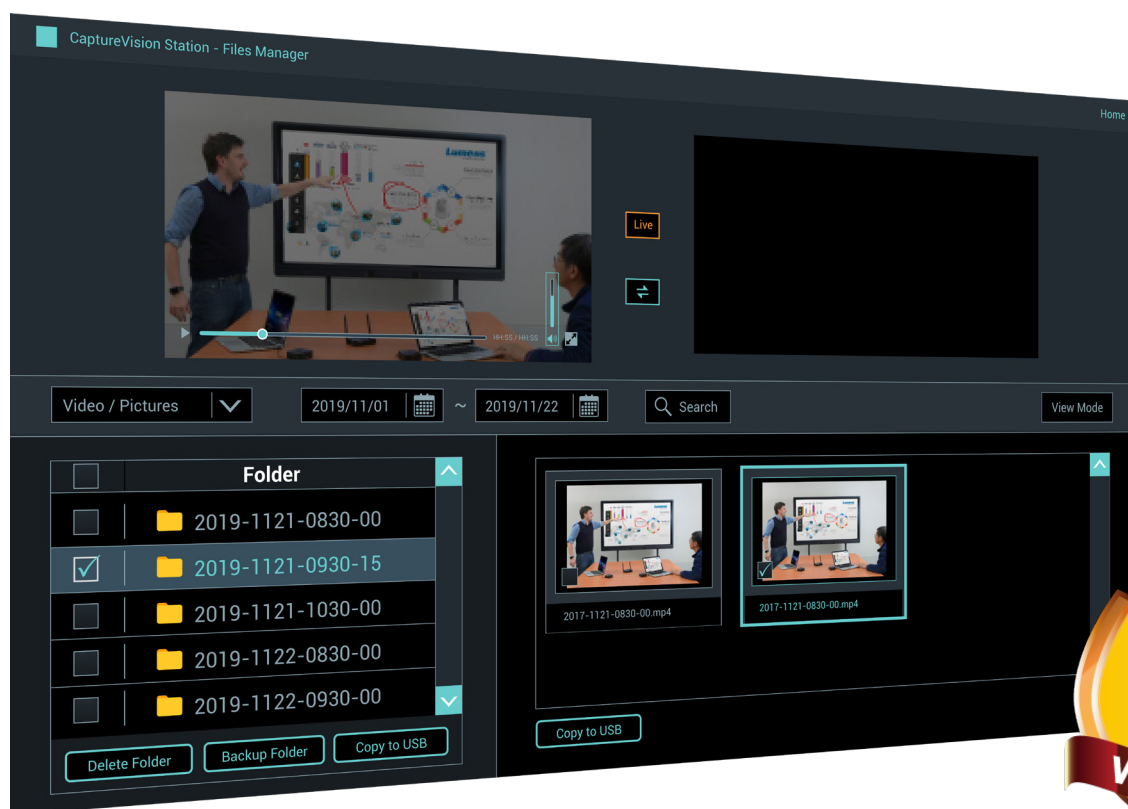 CaptureVision Station - Files Manager
Home
Lumens
Live
HH:SS / HH:SS
Video / Pictures
2019/11/01
~
2019/11/22
Search
View Mode
Folder
2019-1121-0830-00
2019-1121-0930-15
2019-1121-1030-00
2019-1122-0830-00
2019-1122-0930-00
Delete Folder
Backup Folder
Copy to USB
2017-1121-0830-00.mp4
2017-1121-0830-00.mp4
Copy to USB